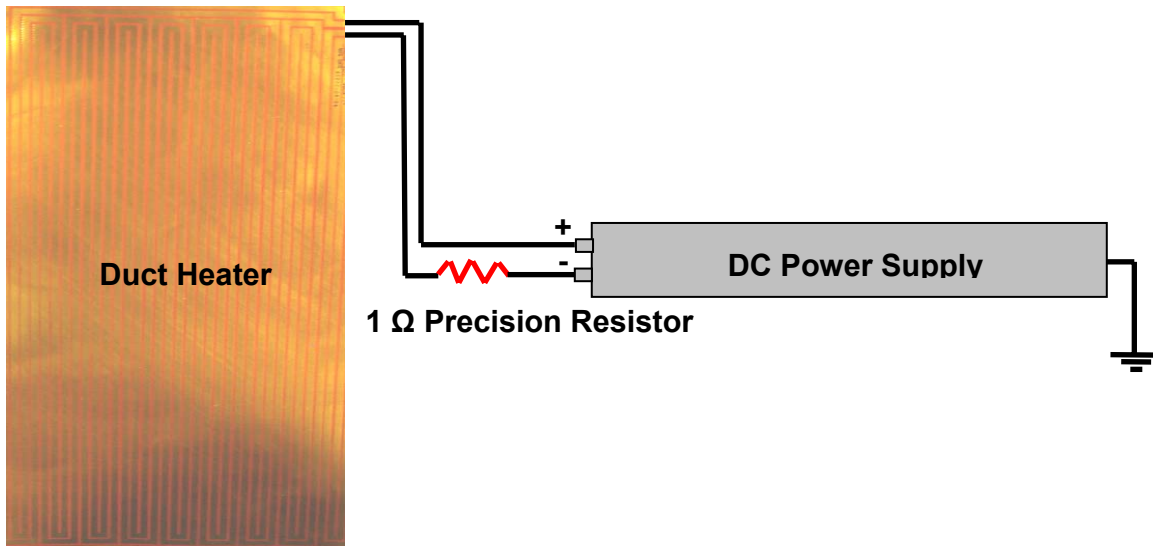 +
Duct Heater
-
DC Power Supply
1 Ω Precision Resistor